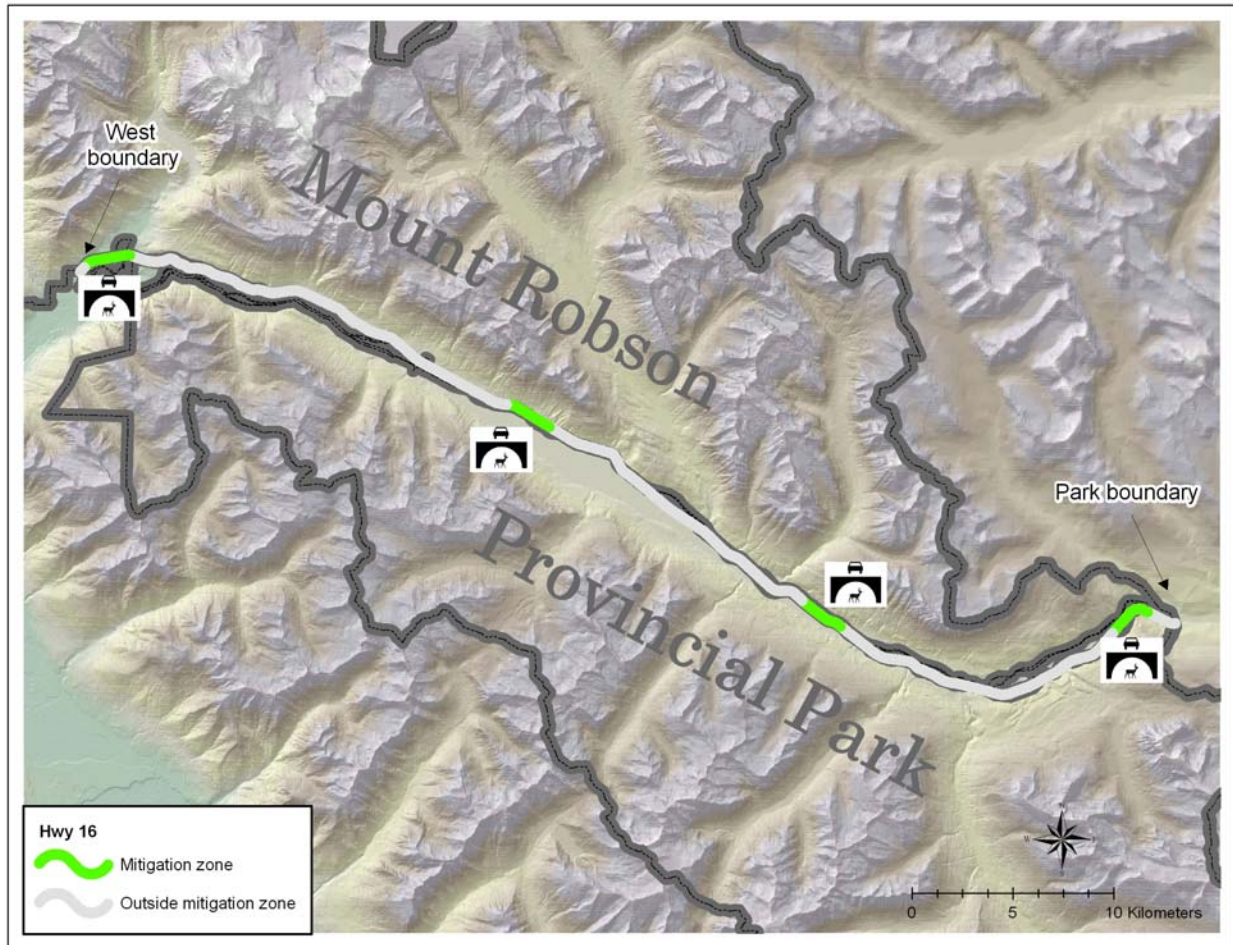 West
boundary
Mount Robson
Provincial Park
Park boundary
Hwy 16
Mitigation zone
Outside mitigation zone
N
W
E
S
0 5 10 Kilometers